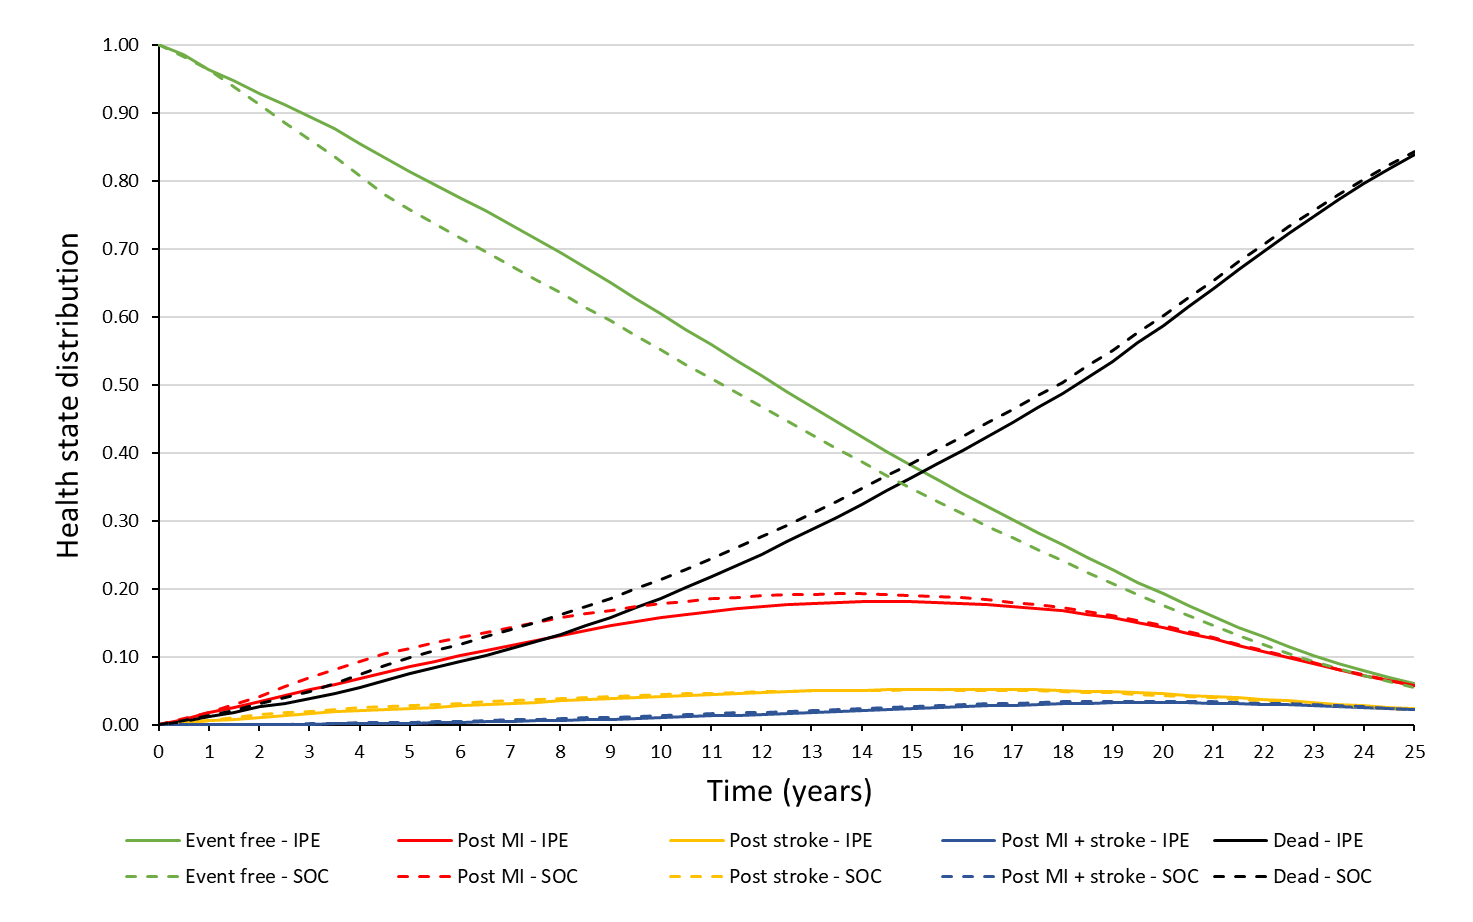 1.00
0.90
0.80
0.70
0.60
0.50
0.40
0.30
0.20
0.10
0.00
Health state distribution
0 1 2 3 4 5 6 7 8 9 10 11 12 13 14 15 16 17 18 19 20 21 22 23 24 25
Time (years)
Event free - IPE Post MI - IPE Post stroke - IPE Post MI + stroke - IPE Dead - IPE
Event free - SOC Post MI - SOC Post stroke - SOC Post MI + stroke - SOC Dead - SOC